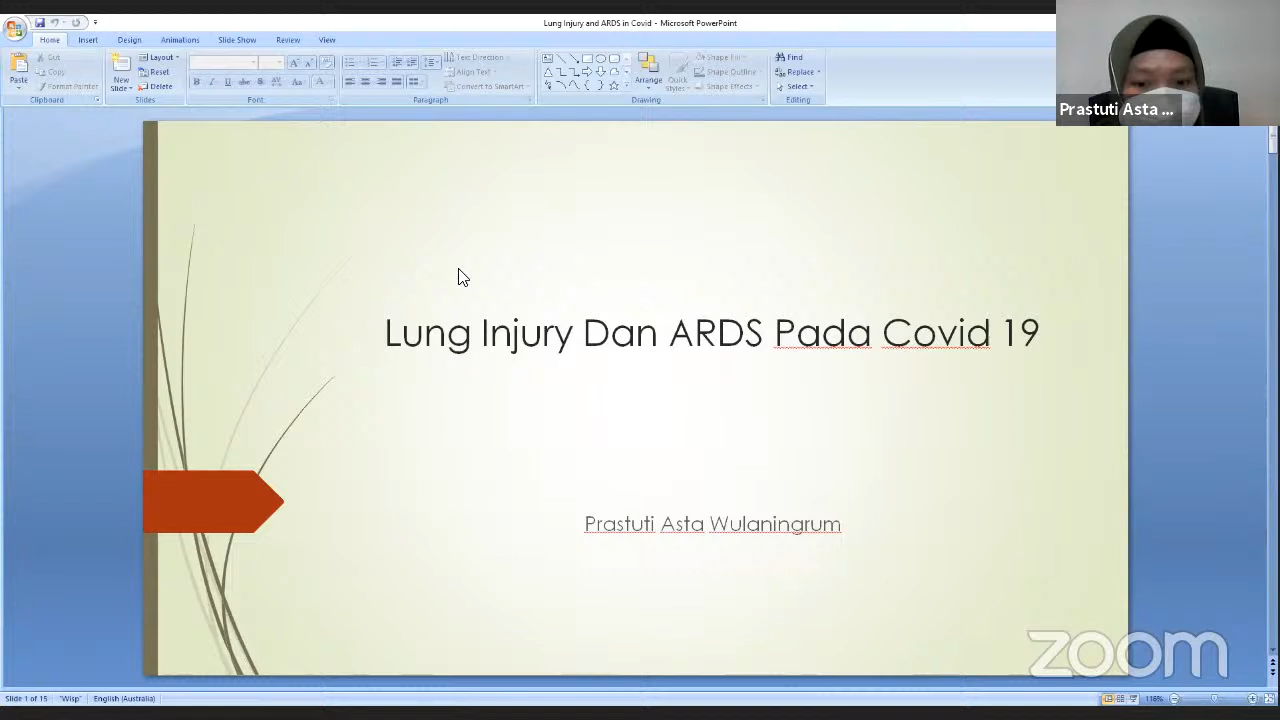 Lung Injury and ARDS in Covid - Microsoft PowerPoint
Home Insert Design Animations Slide Show Review View
Paste
Cut
Copy
Format Painter
Clipboard
New Slide
Layout
Reset
Delete
Slides
Font
Text Direction
Align Text
Convert to SmartArt
Paragraph
Arrange
Quick Styles
Shape Fill
Shape Outline
Shape Effects
Drawing
Find
Replace
Select
Editing
Prastuti Asta ...
Lung Injury Dan ARDS Pada Covid 19
Prastuti Asta Wulaningrum
zoom
Slide 1 of 15 "Wisp" English (Australia) 116%